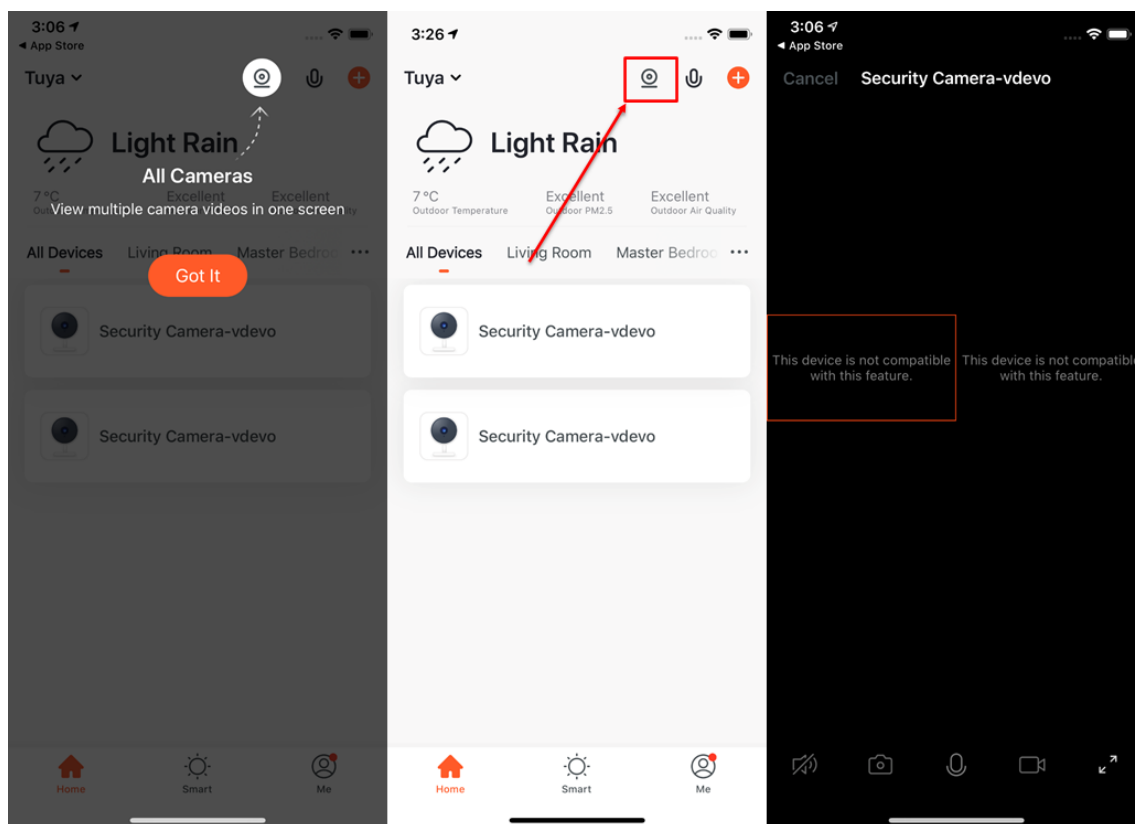 3:06
App Store
Tuya
Light Rain
All Cameras
7 °C
Excellent
Excellent
View multiple camera videos in one screen
All Devices
Living Room
Master Bedroo
Got It
Security Camera-vdevo
Security Camera-vdevo
Home
Smart
Me
3:26
Tuya
Light Rain
7 °C
Excellent
Excellent
Outdoor Temperature
Outdoor PM2.5
Outdoor Air Quality
All Devices
Living Room
Master Bedroo
Security Camera-vdevo
Security Camera-vdevo
Home
Smart
Me
3:06
App Store
Cancel
Security Camera-vdevo
This device is not compatible
with this feature.
This device is not compatible
with this feature.